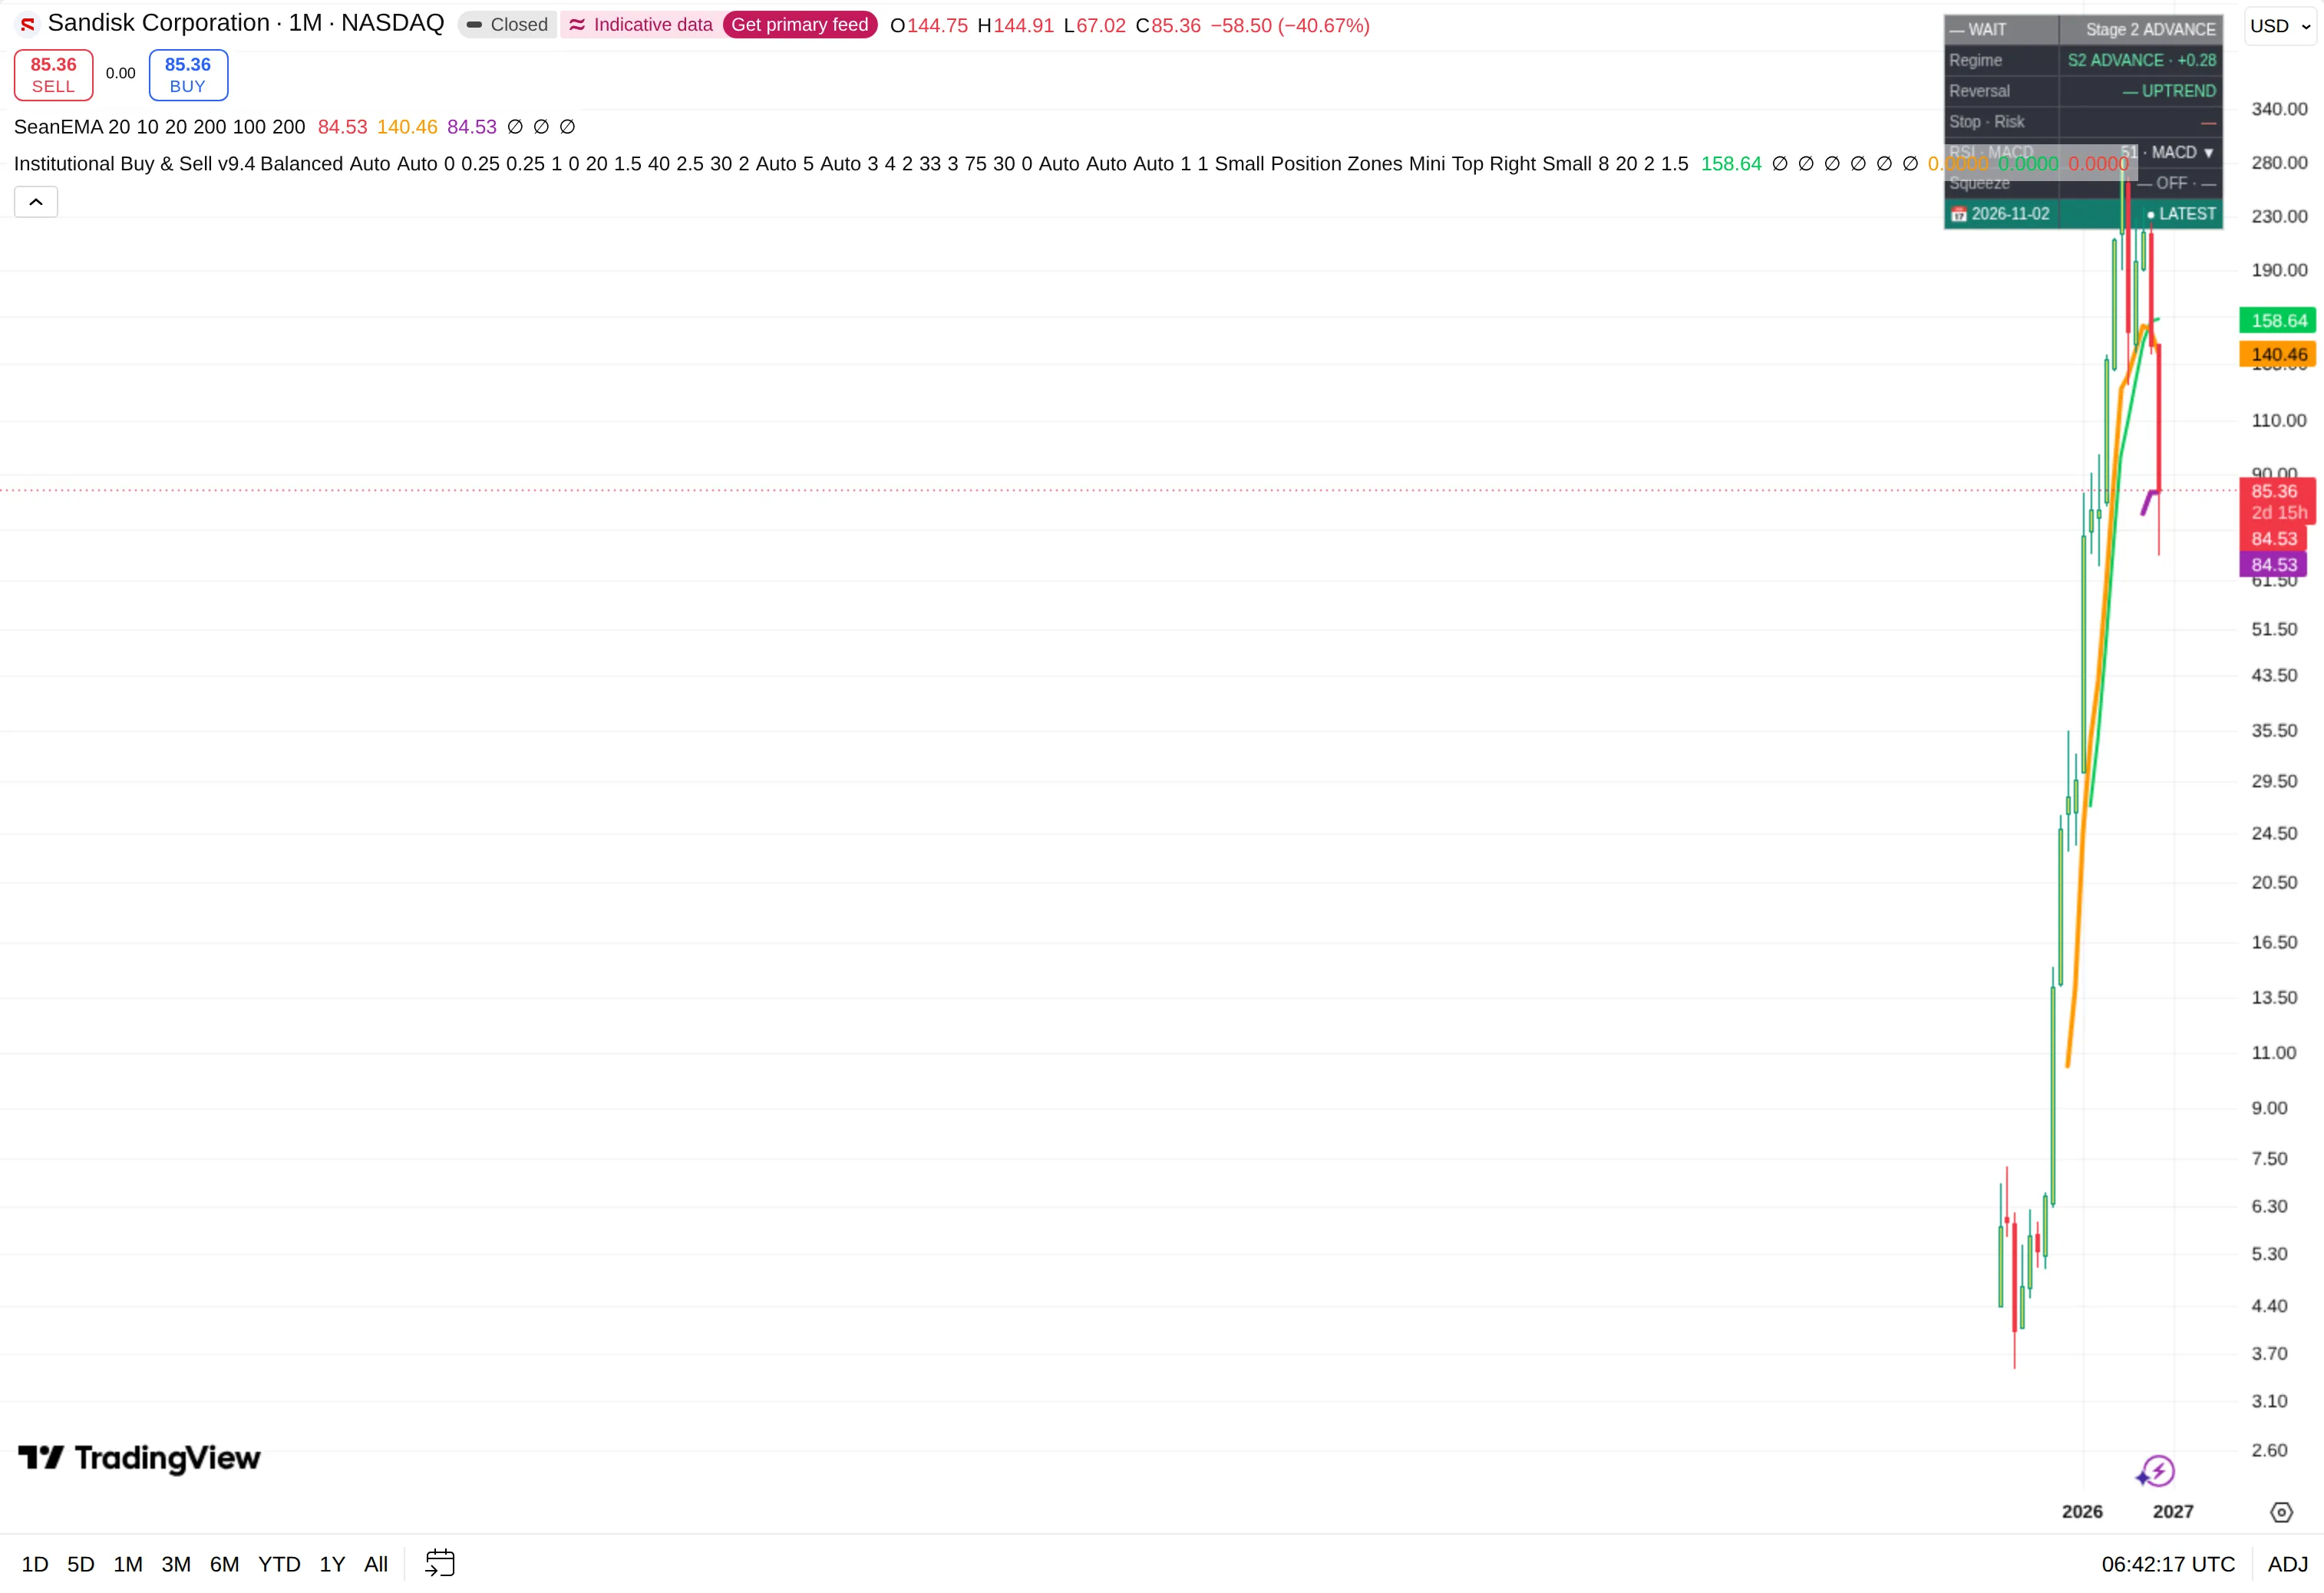 Sandisk Corporation · 1M · NASDAQ Closed Indicative data Get primary feed O144.75 H144.91 L67.02 C85.36 −58.50 (−40.67%)
USD
85.36
SELL
0.00
85.36
BUY
SeanEMA 20 10 20 200 100 200 84.53 140.46 84.53 ∅ ∅ ∅
Institutional Buy & Sell v9.4 Balanced Auto Auto 0 0.25 0.25 1 0 20 1.5 40 2.5 30 2 Auto 5 Auto 3 4 2 33 3 75 30 0 Auto Auto Auto 1 1 Small Position Zones Mini Top Right Small 8 20 2 1.5 158.64 ∅ ∅ ∅ ∅ ∅ ∅ 0.0000 0.0000 0.0000
— WAIT Stage 2 ADVANCE
Regime S2 ADVANCE · +0.28
Reversal — UPTREND
Stop · Risk —
RSI · MACD 51 · MACD ▼
Squeeze — OFF · —
2026-11-02 ● LATEST
340.00
280.00
230.00
190.00
158.64
140.46
110.00
90.00
85.36
2d 15h
84.53
84.53
61.50
51.50
43.50
35.50
29.50
24.50
20.50
16.50
13.50
11.00
9.00
7.50
6.30
5.30
4.40
3.70
3.10
2.60
TradingView
2026 2027
1D 5D 1M 3M 6M YTD 1Y All
06:42:17 UTC ADJ